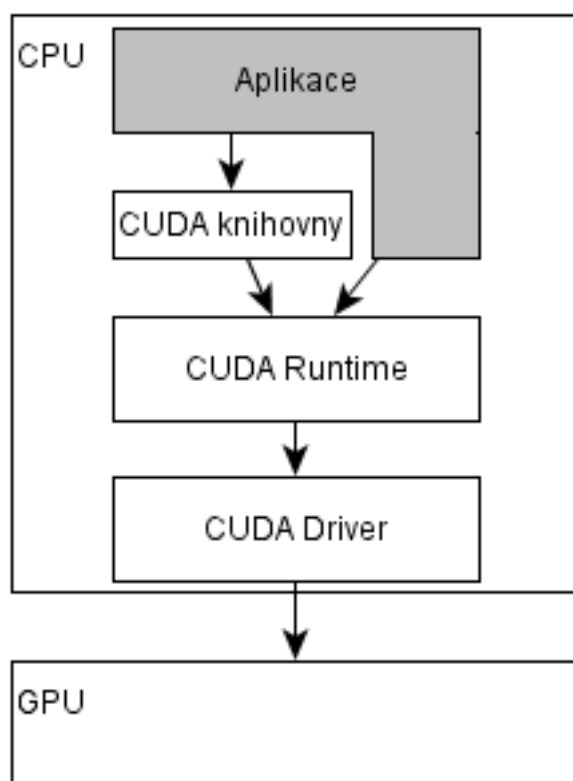 CPU
Aplikace
CUDA knihovny
CUDA Runtime
CUDA Driver
GPU